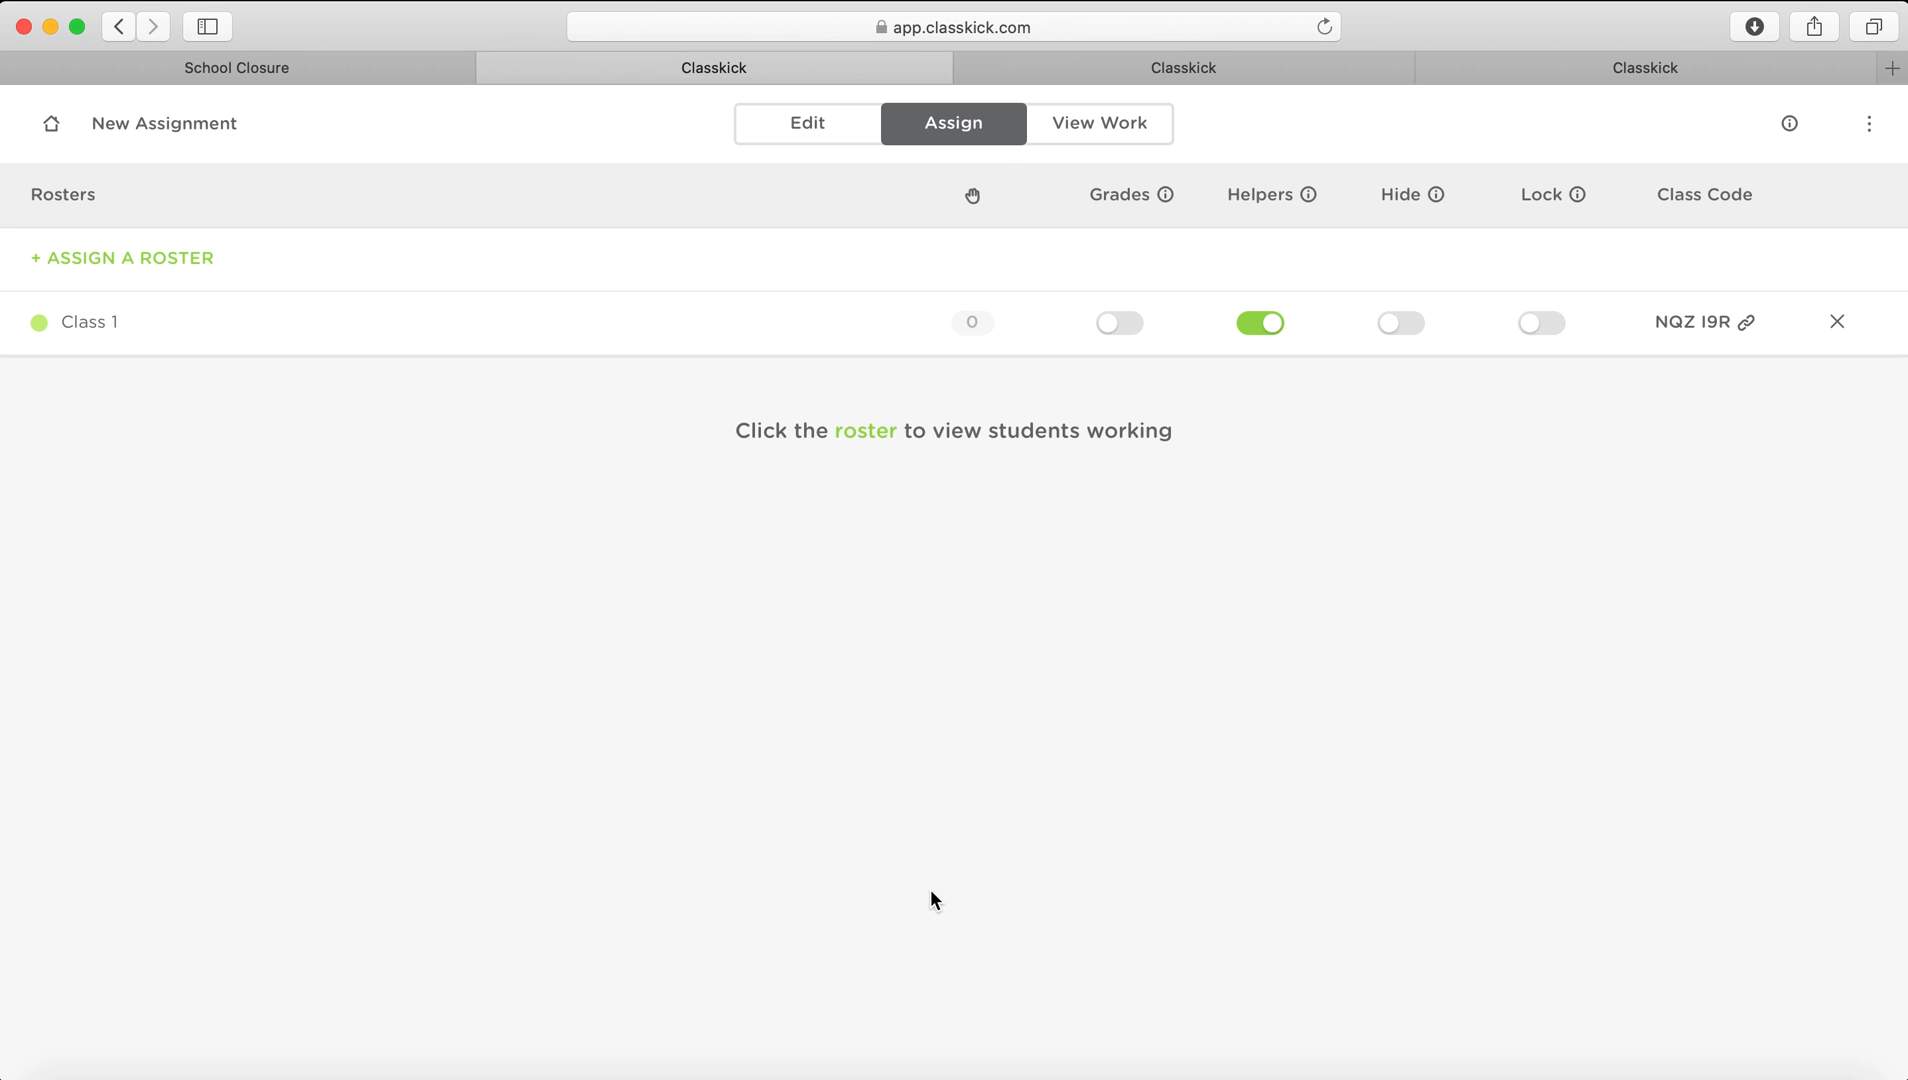 app.classkick.com
School Closure
Classkick
Classkick
Classkick
New Assignment
Edit
Assign
View Work
Rosters
Grades
Helpers
Hide
Lock
Class Code
+ ASSIGN A ROSTER
Class 1
0
NQZ I9R
Click the roster to view students working